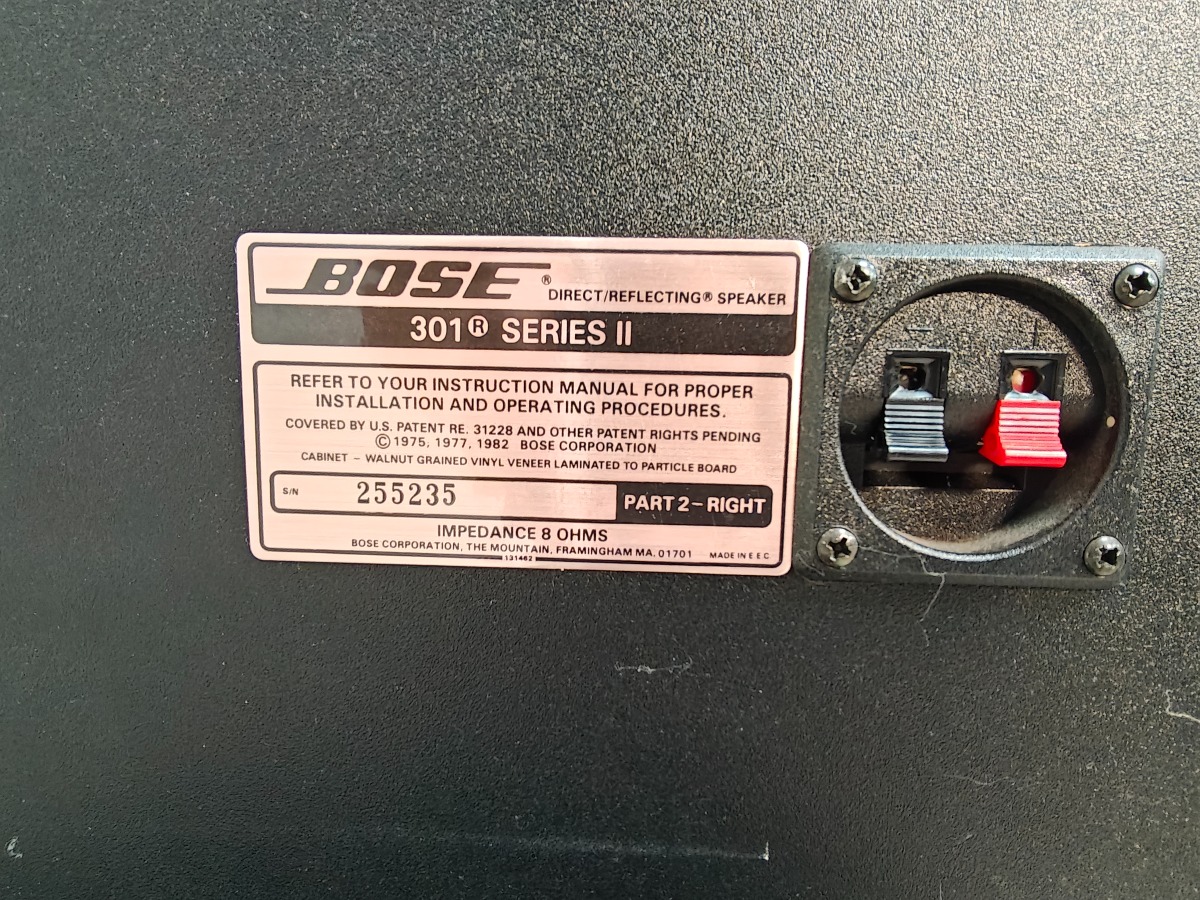 BOSE®
DIRECT/REFLECTING® SPEAKER
301® SERIES II
REFER TO YOUR INSTRUCTION MANUAL FOR PROPER
INSTALLATION AND OPERATING PROCEDURES.
COVERED BY U.S. PATENT RE. 31228 AND OTHER PATENT RIGHTS PENDING
©1975, 1977, 1982 BOSE CORPORATION
CABINET – WALNUT GRAINED VINYL VENEER LAMINATED TO PARTICLE BOARD
S/N 255235 PART 2–RIGHT
IMPEDANCE 8 OHMS
BOSE CORPORATION, THE MOUNTAIN, FRAMINGHAM MA. 01701 MADE IN E.E.C
131462